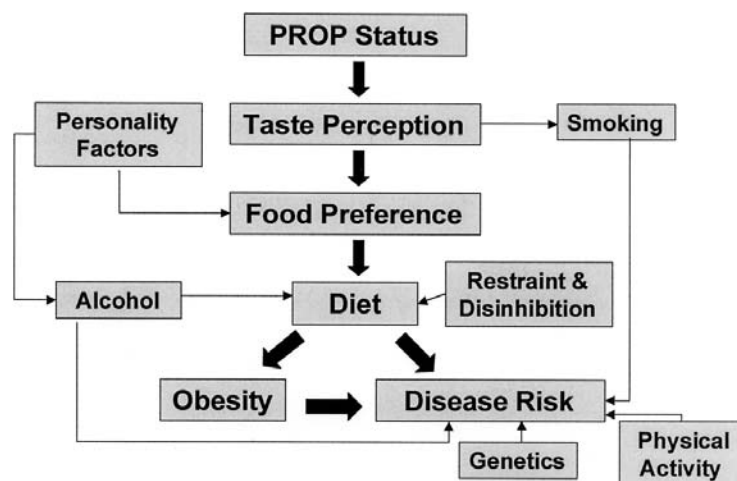 PROP Status
Personality
Factors
Taste Perception
Smoking
Food Preference
Alcohol
Diet
Restraint &
Disinhibition
Obesity
Disease Risk
Genetics
Physical
Activity